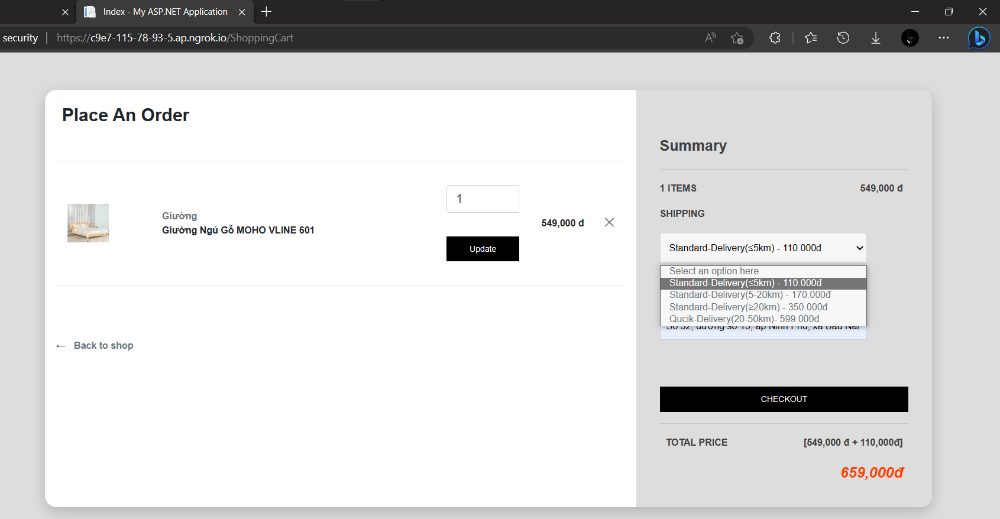 Index - My ASP.NET Application
security
https://c9e7-115-78-93-5.ap.ngrok.io/ShoppingCart
Place An Order
Giường
Giường Ngủ Gỗ MOHO VLINE 601
1
Update
549,000 đ
← Back to shop
Summary
1 ITEMS 549,000 đ
SHIPPING
Standard-Delivery(≤5km) - 110.000đ
Select an option here
Standard-Delivery(≤5km) - 110.000đ
Standard-Delivery(5-20km) - 170.000đ
Standard-Delivery(≥20km) - 350.000đ
Qucik-Delivery(20-50km)- 599.000đ
CHECKOUT
TOTAL PRICE [549,000 đ + 110,000đ]
659,000đ